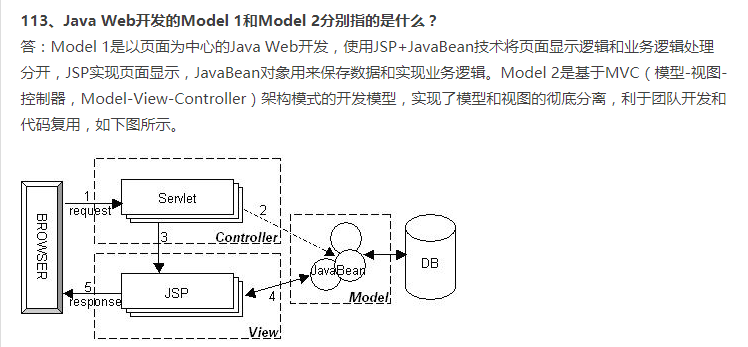 113、Java Web开发的Model 1和Model 2分别指的是什么？
答：Model 1是以页面为中心的Java Web开发，使用JSP+JavaBean技术将页面显示逻辑和业务逻辑处理
分开，JSP实现页面显示，JavaBean对象用来保存数据和实现业务逻辑。Model 2是基于MVC（模型-视图-
控制器，Model-View-Controller）架构模式的开发模型，实现了模型和视图的彻底分离，利于团队开发和
代码复用，如下图所示。
BROWSER
1
request
Servlet
2
3
Controller
JavaBean
Model
DB
5
response
JSP
4
View